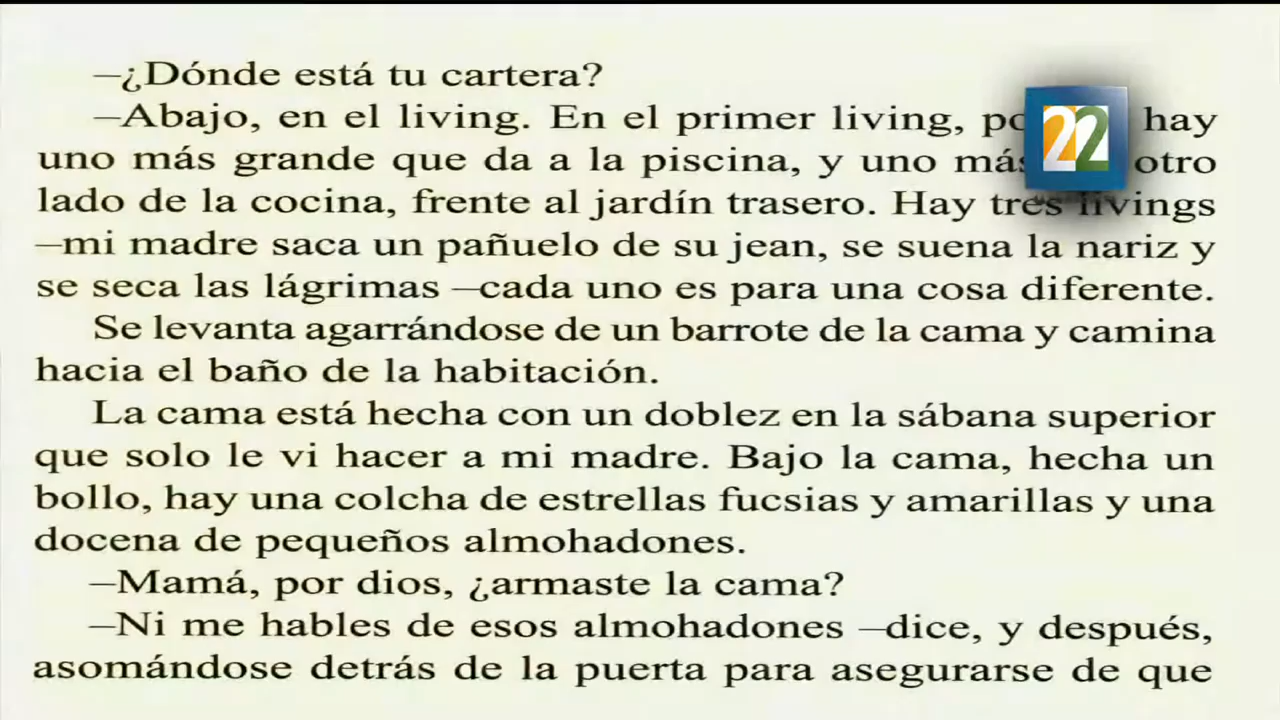 –¿Dónde está tu cartera?
–Abajo, en el living. En el primer living, hay
22
uno más grande que da a la piscina, y uno más otro
lado de la cocina, frente al jardín trasero. Hay tres livings
–mi madre saca un pañuelo de su jean, se suena la nariz y
se seca las lágrimas –cada uno es para una cosa diferente.
Se levanta agarrándose de un barrote de la cama y camina
hacia el baño de la habitación.
La cama está hecha con un doblez en la sábana superior
que solo le vi hacer a mi madre. Bajo la cama, hecha un
bollo, hay una colcha de estrellas fucsias y amarillas y una
docena de pequeños almohadones.
–Mamá, por dios, ¿armaste la cama?
–Ni me hables de esos almohadones –dice, y después,
asomándose detrás de la puerta para asegurarse de que